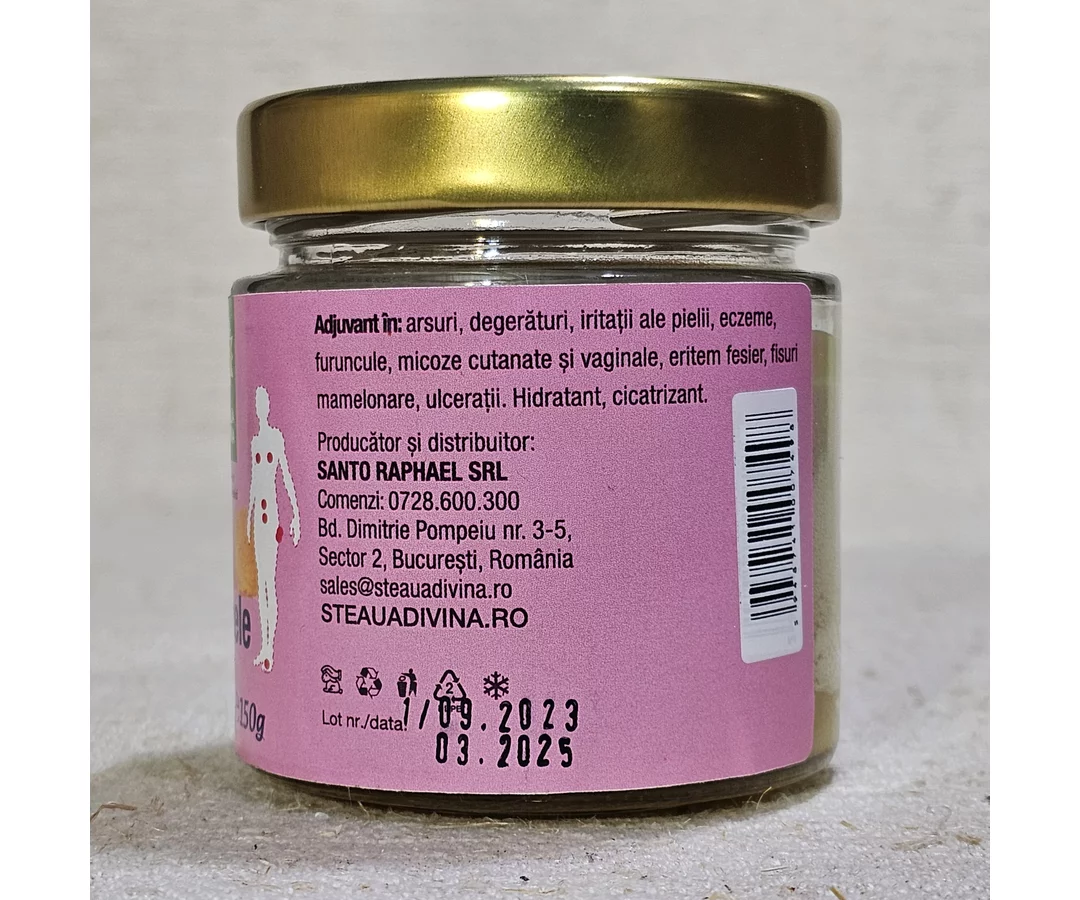 Adjuvant în: arsuri, degerături, iritații ale pielii, eczeme,
furuncule, micoze cutanate și vaginale, eritem fesier, fisuri
mamelonare, ulcerații. Hidratant, cicatrizant.
Producător și distribuitor:
SANTO RAPHAEL SRL
Comenzi: 0728.600.300
Bd. Dimitrie Pompeiu nr. 3-5,
Sector 2, București, România
sales@steauadivina.ro
STEAUADIVINA.RO
2
Lot nr./data: 1/09.2023
03.2025
150g